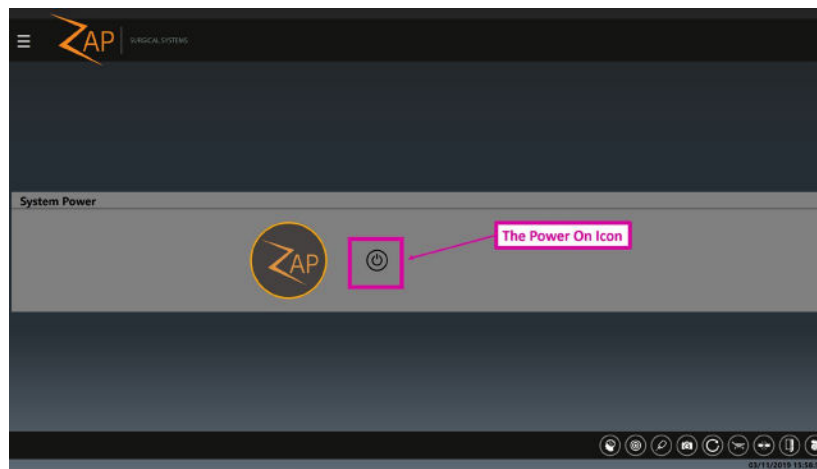 ZAP
SURGICAL SYSTEMS
System Power
ZAP
The Power On Icon